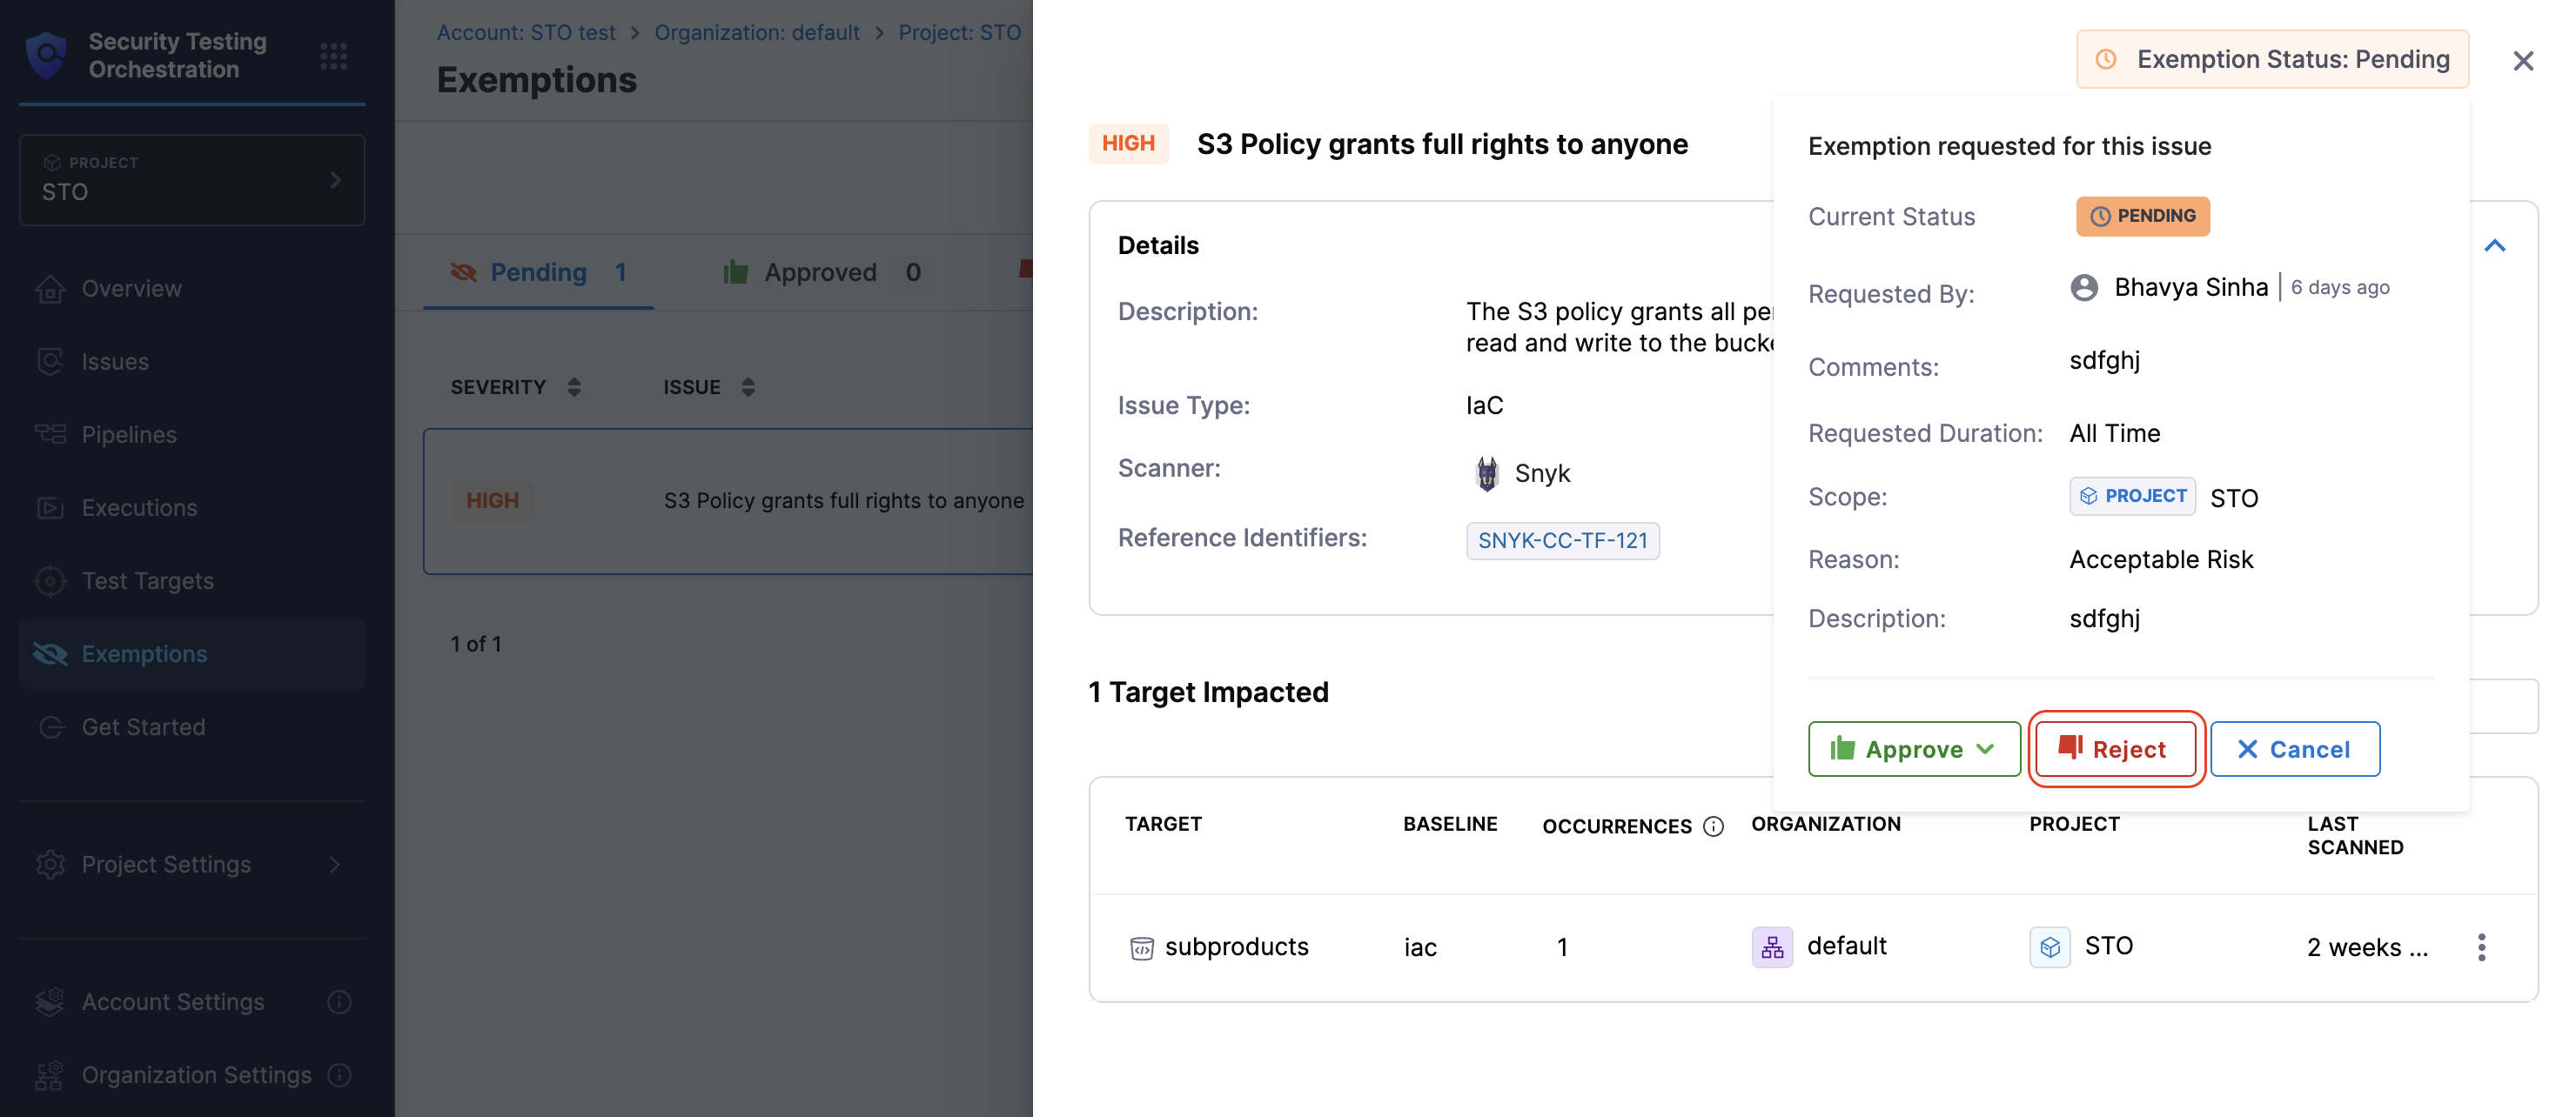 Security Testing
Orchestration
PROJECT
STO
Overview
Issues
Pipelines
Executions
Test Targets
Exemptions
Get Started
Project Settings
Account Settings
Organization Settings
Account: STO test > Organization: default > Project: STO
Exemptions
Pending 1
Approved 0
SEVERITY
ISSUE
HIGH
S3 Policy grants full rights to anyone
1 of 1
Exemption Status: Pending
HIGH
S3 Policy grants full rights to anyone
Details
Description:
The S3 policy grants all
read and write to the
Issue Type:
IaC
Scanner:
Snyk
Reference Identifiers:
SNYK-CC-TF-121
Exemption requested for this issue
Current Status
PENDING
Requested By:
Bhavya Sinha | 6 days ago
Comments:
sdfghj
Requested Duration:
All Time
Scope:
PROJECT STO
Reason:
Acceptable Risk
Description:
sdfghj
Approve
Reject
Cancel
1 Target Impacted
TARGET
BASELINE
OCCURRENCES
ORGANIZATION
PROJECT
LAST
SCANNED
subproducts
iac
1
default
STO
2 weeks ...